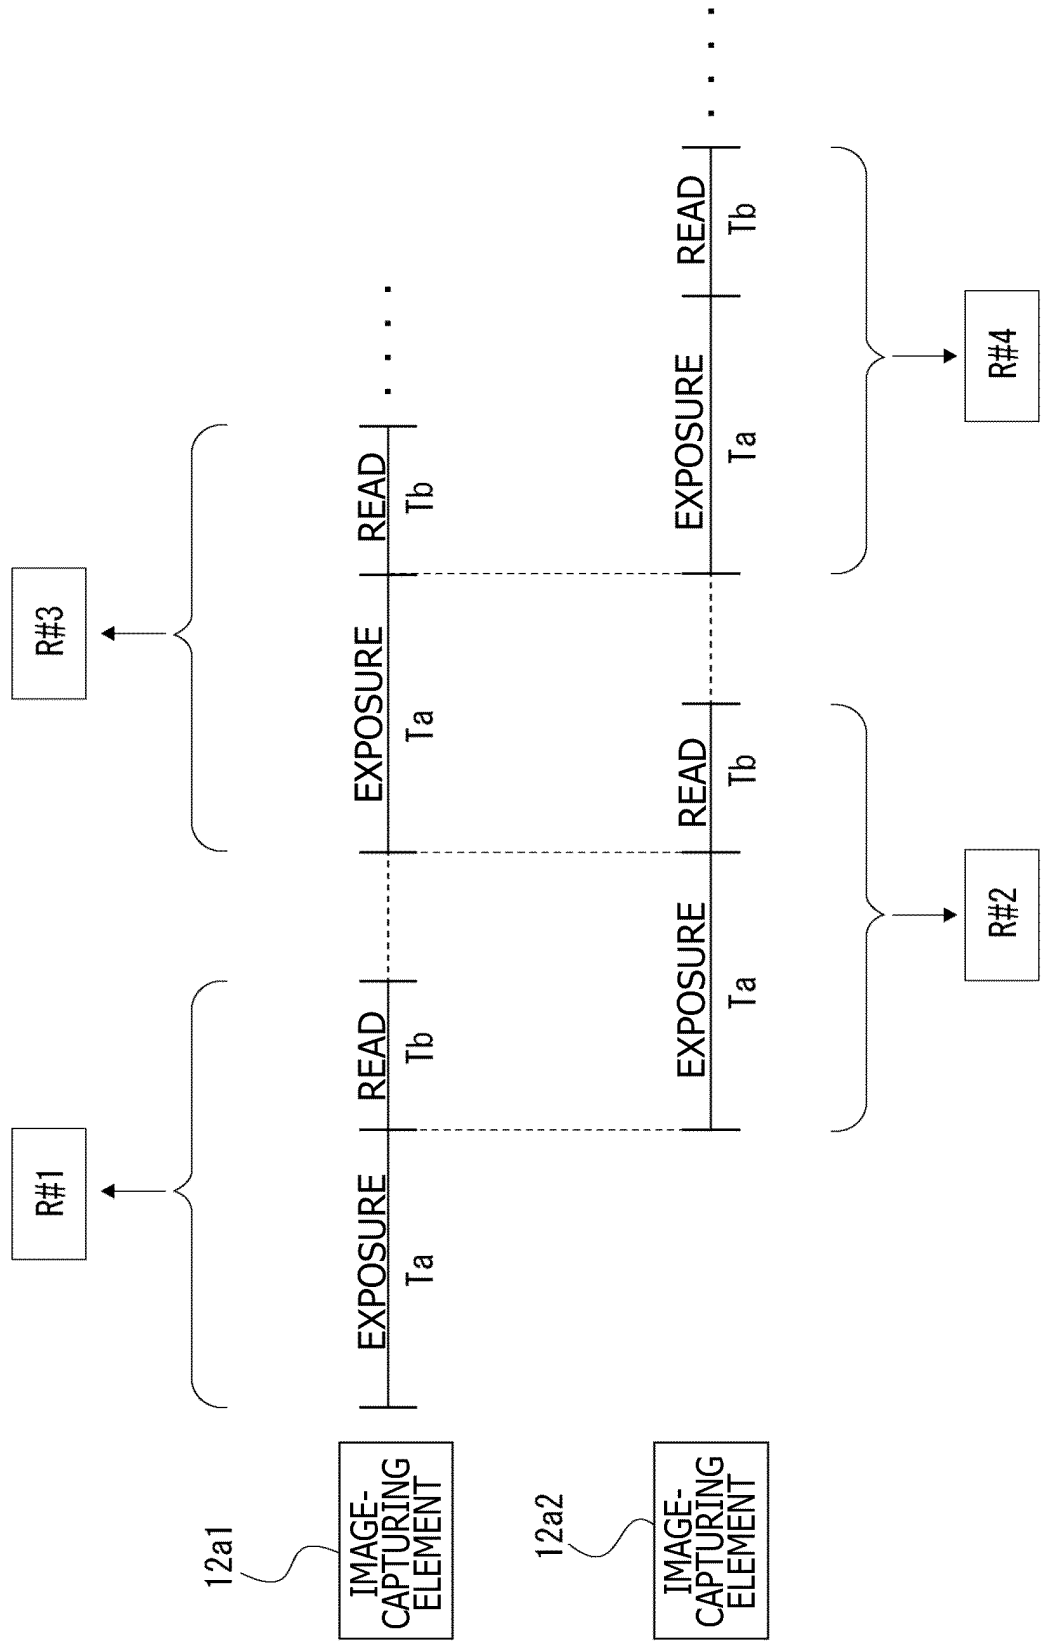 R#1
R#3
12a1
IMAGE-
CAPTURING
ELEMENT
EXPOSURE
READ
EXPOSURE
READ
Ta
Tb
Ta
Tb
12a2
IMAGE-
CAPTURING
ELEMENT
EXPOSURE
READ
EXPOSURE
READ
Ta
Tb
Ta
Tb
R#2
R#4